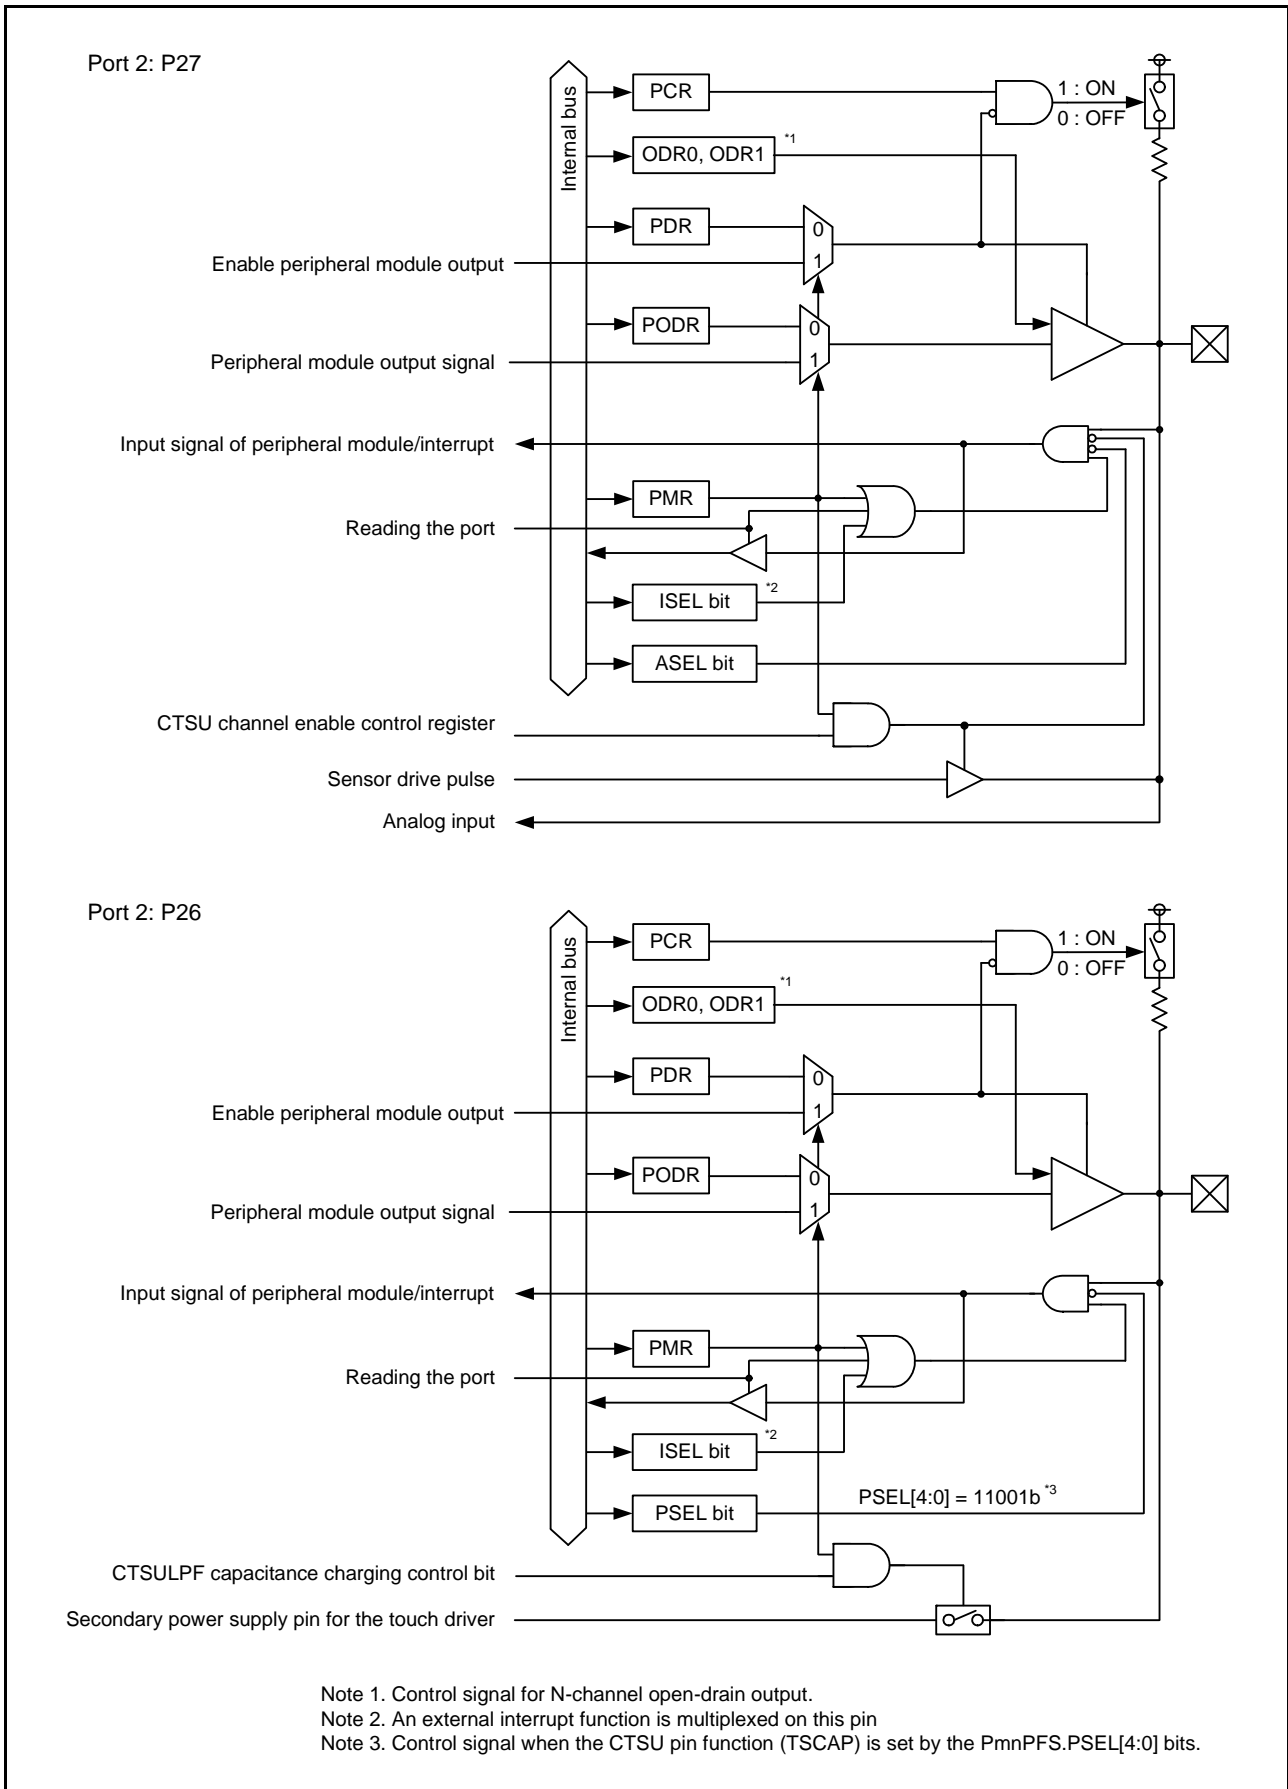 Port 2: P27
Internal bus
PCR
1 : ON
0 : OFF
ODR0, ODR1 *1
PDR
0
Enable peripheral module output
1
PODR
0
Peripheral module output signal
1
Input signal of peripheral module/interrupt
PMR
Reading the port
ISEL bit *2
ASEL bit
CTSU channel enable control register
Sensor drive pulse
Analog input
Port 2: P26
Internal bus
PCR
1 : ON
0 : OFF
ODR0, ODR1 *1
PDR
0
Enable peripheral module output
1
PODR
0
Peripheral module output signal
1
Input signal of peripheral module/interrupt
PMR
Reading the port
ISEL bit *2
PSEL bit
PSEL[4:0] = 11001b *3
CTSULPF capacitance charging control bit
Secondary power supply pin for the touch driver
Note 1. Control signal for N-channel open-drain output.
Note 2. An external interrupt function is multiplexed on this pin
Note 3. Control signal when the CTSU pin function (TSCAP) is set by the PmnPFS.PSEL[4:0] bits.